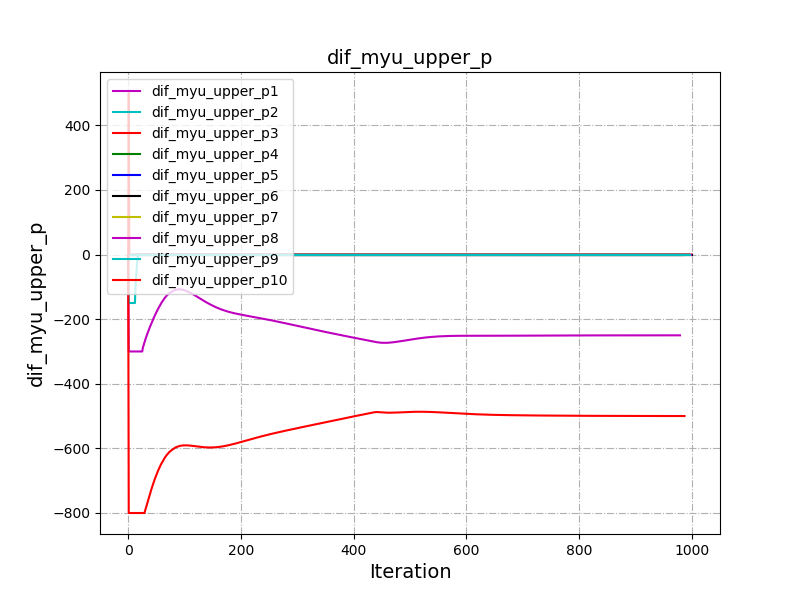 dif_myu_upper_p
dif_myu_upper_p
400
200
0
−200
−400
−600
−800
dif_myu_upper_p1
dif_myu_upper_p2
dif_myu_upper_p3
dif_myu_upper_p4
dif_myu_upper_p5
dif_myu_upper_p6
dif_myu_upper_p7
dif_myu_upper_p8
dif_myu_upper_p9
dif_myu_upper_p10
0 200 400 600 800 1000
Iteration